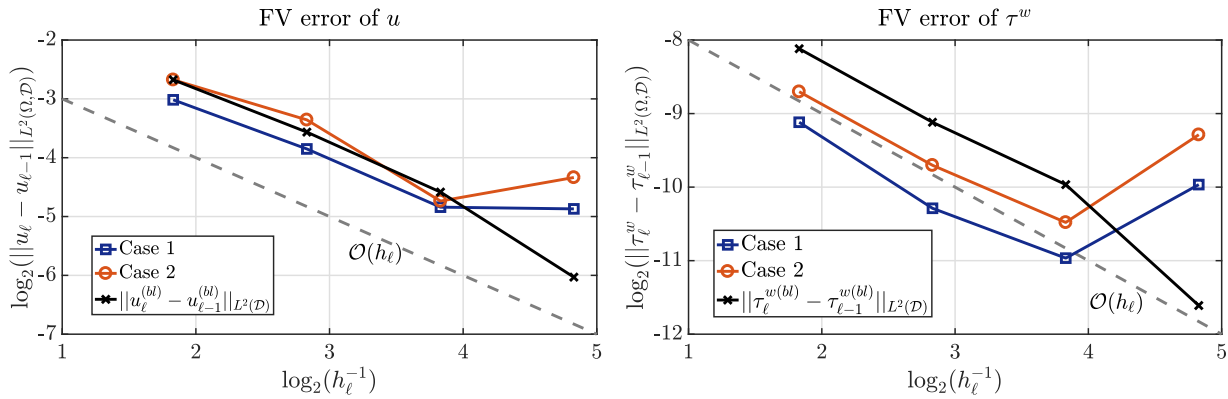 FV error of u
log₂(||u_ℓ − u_{ℓ−1}||_{L²(Ω,𝒟)})
-2
-3
-4
-5
-6
-7
𝒪(h_ℓ)
Case 1
Case 2
||u_ℓ^{(bl)} − u_{ℓ−1}^{(bl)}||_{L²(𝒟)}
1
2
3
4
5
log₂(h_ℓ^{−1})
FV error of τ^w
log₂(||τ_ℓ^w − τ_{ℓ−1}^w||_{L²(Ω,𝒟)})
-8
-9
-10
-11
-12
Case 1
Case 2
||τ_ℓ^{w(bl)} − τ_{ℓ−1}^{w(bl)}||_{L²(𝒟)}
𝒪(h_ℓ)
1
2
3
4
5
log₂(h_ℓ^{−1})